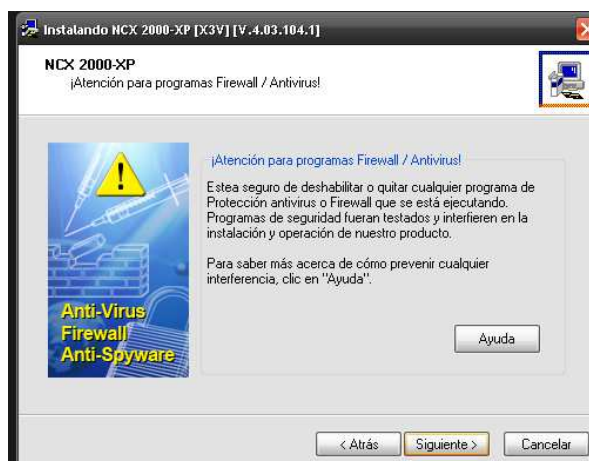 Instalando NCX 2000-XP [X3V] [V.4.03.104.1]
NCX 2000-XP
¡Atención para programas Firewall / Antivirus!
¡Atención para programas Firewall / Antivirus!
Estea seguro de deshabilitar o quitar cualquier programa de
Protección antivirus o Firewall que se está ejecutando.
Programas de seguridad fueran testados y interfieren en la
instalación y operación de nuestro producto.
Para saber más acerca de cómo prevenir cualquier
interferencia, clic en "Ayuda".
Anti-Virus
Firewall
Anti-Spyware
Ayuda
< Atrás
Siguiente >
Cancelar